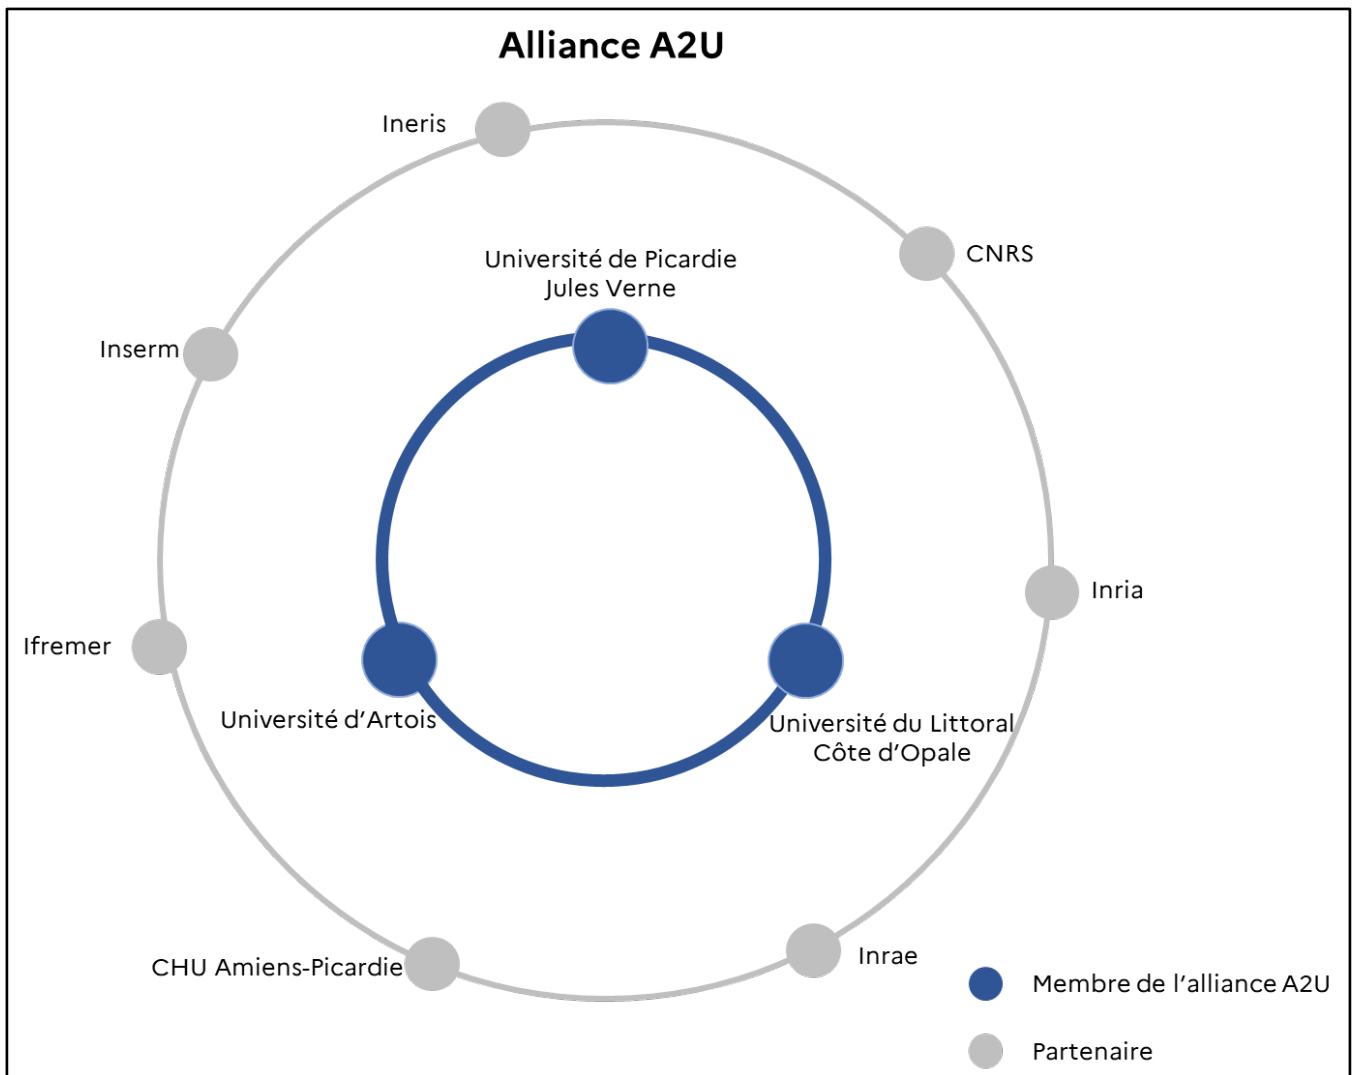 Alliance A2U
Ineris
CNRS
Université de Picardie
Jules Verne
Inserm
Inria
Ifremer
Université d’Artois
Université du Littoral
Côte d’Opale
CHU Amiens-Picardie
Inrae
Membre de l’alliance A2U
Partenaire